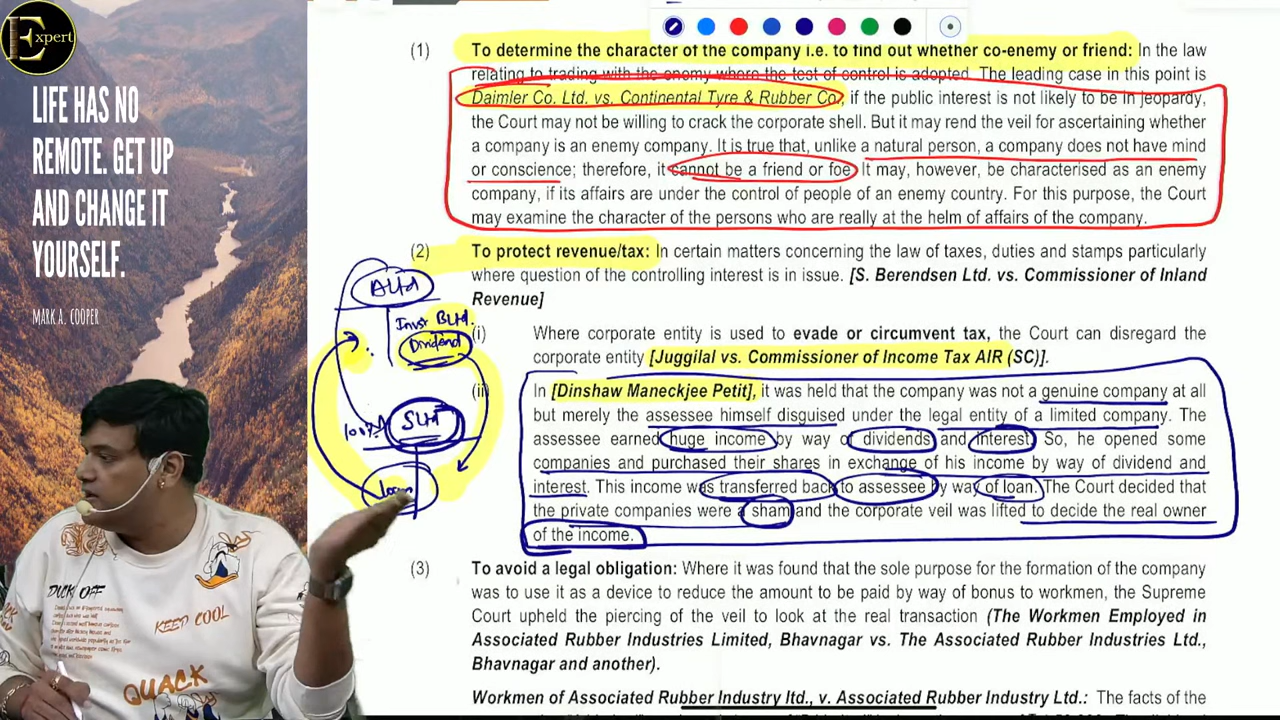 Expert
LIFE HAS NO
REMOTE. GET UP
AND CHANGE IT
YOURSELF.
MARK A. COOPER
(1) To determine the character of the company i.e. to find out whether co-enemy or friend: In the law
relating to trading with the enemy where the test of control is adopted. The leading case in this point is
Daimler Co. Ltd. vs. Continental Tyre & Rubber Co., if the public interest is not likely to be in jeopardy,
the Court may not be willing to crack the corporate shell. But it may rend the veil for ascertaining whether
a company is an enemy company. It is true that, unlike a natural person, a company does not have mind
or conscience; therefore, it cannot be a friend or foe. It may, however, be characterised as an enemy
company, if its affairs are under the control of people of an enemy country. For this purpose, the Court
may examine the character of the persons who are really at the helm of affairs of the company.
(2) To protect revenue/tax: In certain matters concerning the law of taxes, duties and stamps particularly
where question of the controlling interest is in issue. [S. Berendsen Ltd. vs. Commissioner of Inland
Revenue]
(i) Where corporate entity is used to evade or circumvent tax, the Court can disregard the
corporate entity [Juggilal vs. Commissioner of Income Tax AIR (SC)].
(ii) In [Dinshaw Maneckjee Petit], it was held that the company was not a genuine company at all
but merely the assessee himself disguised under the legal entity of a limited company. The
assessee earned huge income by way of dividends and interest. So, he opened some
companies and purchased their shares in exchange of his income by way of dividend and
interest. This income was transferred back to assessee by way of loan. The Court decided that
the private companies were a sham and the corporate veil was lifted to decide the real owner
of the income.
A Ltd
Invst B Ltd.
Dividend
100%
S Ltd
loan
(3) To avoid a legal obligation: Where it was found that the sole purpose for the formation of the company
was to use it as a device to reduce the amount to be paid by way of bonus to workmen, the Supreme
Court upheld the piercing of the veil to look at the real transaction (The Workmen Employed in
Associated Rubber Industries Limited, Bhavnagar vs. The Associated Rubber Industries Ltd.,
Bhavnagar and another).
Workmen of Associated Rubber Industry ltd., v. Associated Rubber Industry Ltd.: The facts of the
DUCK OFF
KEEP COOL
QUACK